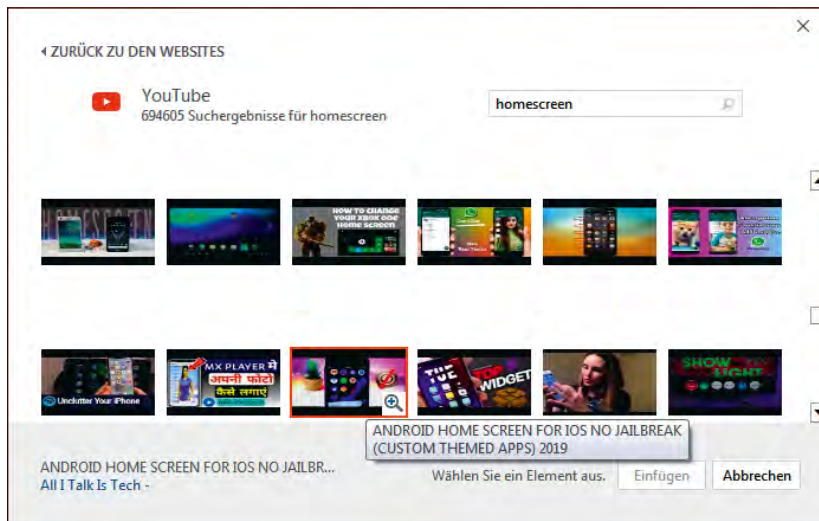 ZURÜCK ZU DEN WEBSITES
YouTube
694605 Suchergebnisse für homescreen
homescreen
HOMESCREEN
HOW TO CHANGE
YOUR XBOX ONE
HOME SCREEN
Unclutter Your iPhone
MX PLAYER में
अपनी फोटो
कैसे लगाएं
TOP
WIDGET
SHOW
LIGHT
ANDROID HOME SCREEN FOR IOS NO JAILBREAK
(CUSTOM THEMED APPS) 2019
ANDROID HOME SCREEN FOR IOS NO JAILBR...
All I Talk Is Tech -
Wählen Sie ein Element aus.
Einfügen
Abbrechen